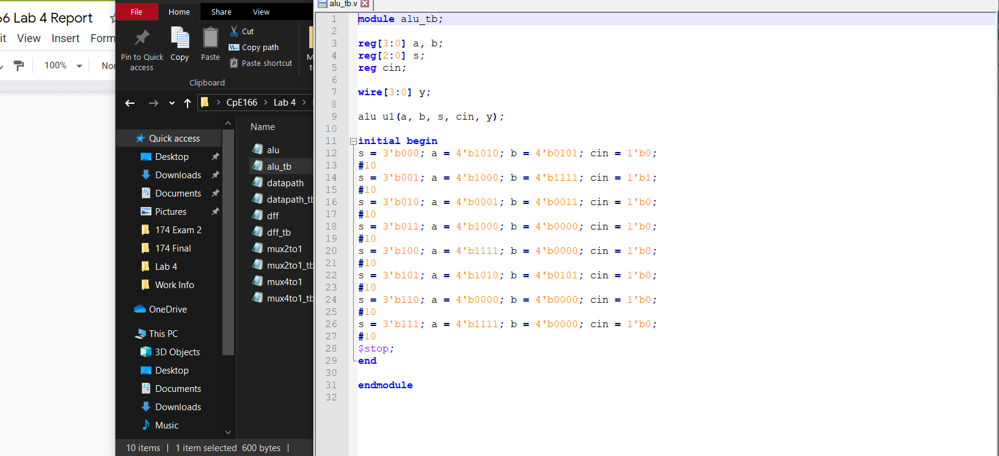 66 Lab 4 Report
it View Insert Form
100% Nor
File Home Share View
Pin to Quick access
Copy
Paste
Cut
Copy path
Paste shortcut
M
t
Clipboard
CpE166 > Lab 4 >
Quick access
Desktop
Downloads
Documents
Pictures
174 Exam 2
174 Final
Lab 4
Work Info
OneDrive
This PC
3D Objects
Desktop
Documents
Downloads
Music
Name
alu
alu_tb
datapath
datapath_tb
dff
dff_tb
mux2to1
mux2to1_tb
mux4to1
mux4to1_tb
10 items | 1 item selected 600 bytes |
alu_tb.v
1 module alu_tb;
2
3 reg[3:0] a, b;
4 reg[2:0] s;
5 reg cin;
6
7 wire[3:0] y;
8
9 alu u1(a, b, s, cin, y);
10
11 initial begin
12 s = 3'b000; a = 4'b1010; b = 4'b0101; cin = 1'b0;
13 #10
14 s = 3'b001; a = 4'b1000; b = 4'b1111; cin = 1'b1;
15 #10
16 s = 3'b010; a = 4'b0001; b = 4'b0011; cin = 1'b0;
17 #10
18 s = 3'b011; a = 4'b1000; b = 4'b0000; cin = 1'b0;
19 #10
20 s = 3'b100; a = 4'b1111; b = 4'b0000; cin = 1'b0;
21 #10
22 s = 3'b101; a = 4'b1010; b = 4'b0101; cin = 1'b0;
23 #10
24 s = 3'b110; a = 4'b0000; b = 4'b0000; cin = 1'b0;
25 #10
26 s = 3'b111; a = 4'b1111; b = 4'b0000; cin = 1'b0;
27 #10
28 $stop;
29 end
30
31 endmodule
32